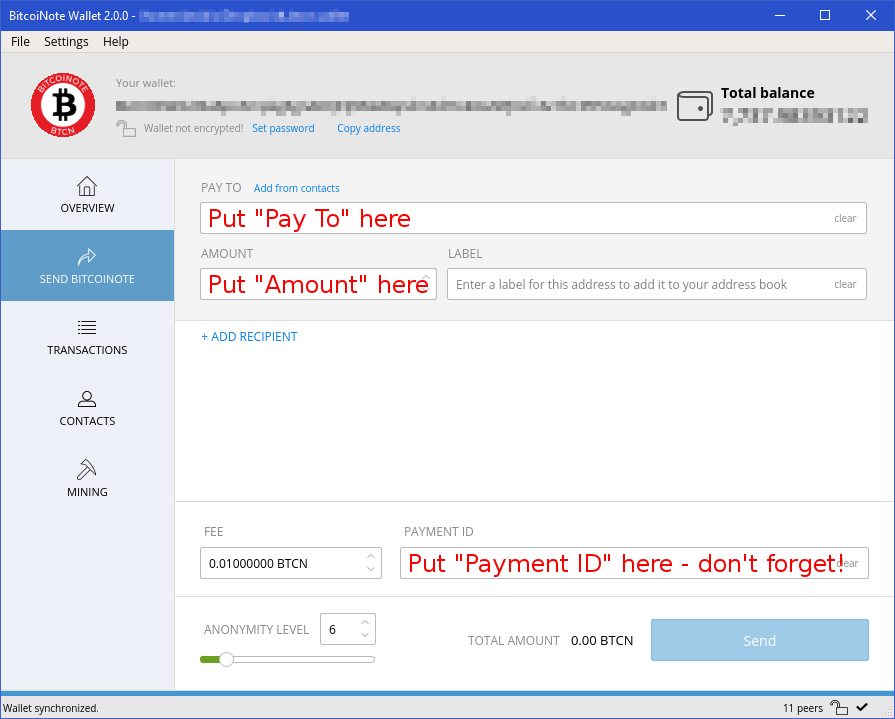 BitcoiNote Wallet 2.0.0 -
File Settings Help
BITCOINOTE
BTCN
Your wallet:
Wallet not encrypted! Set password Copy address
Total balance
OVERVIEW
SEND BITCOINOTE
TRANSACTIONS
CONTACTS
MINING
PAY TO Add from contacts
Put "Pay To" here clear
AMOUNT LABEL
Put "Amount" here Enter a label for this address to add it to your address book clear
+ ADD RECIPIENT
FEE PAYMENT ID
0.01000000 BTCN Put "Payment ID" here - don't forget! clear
ANONYMITY LEVEL 6 TOTAL AMOUNT 0.00 BTCN Send
Wallet synchronized. 11 peers